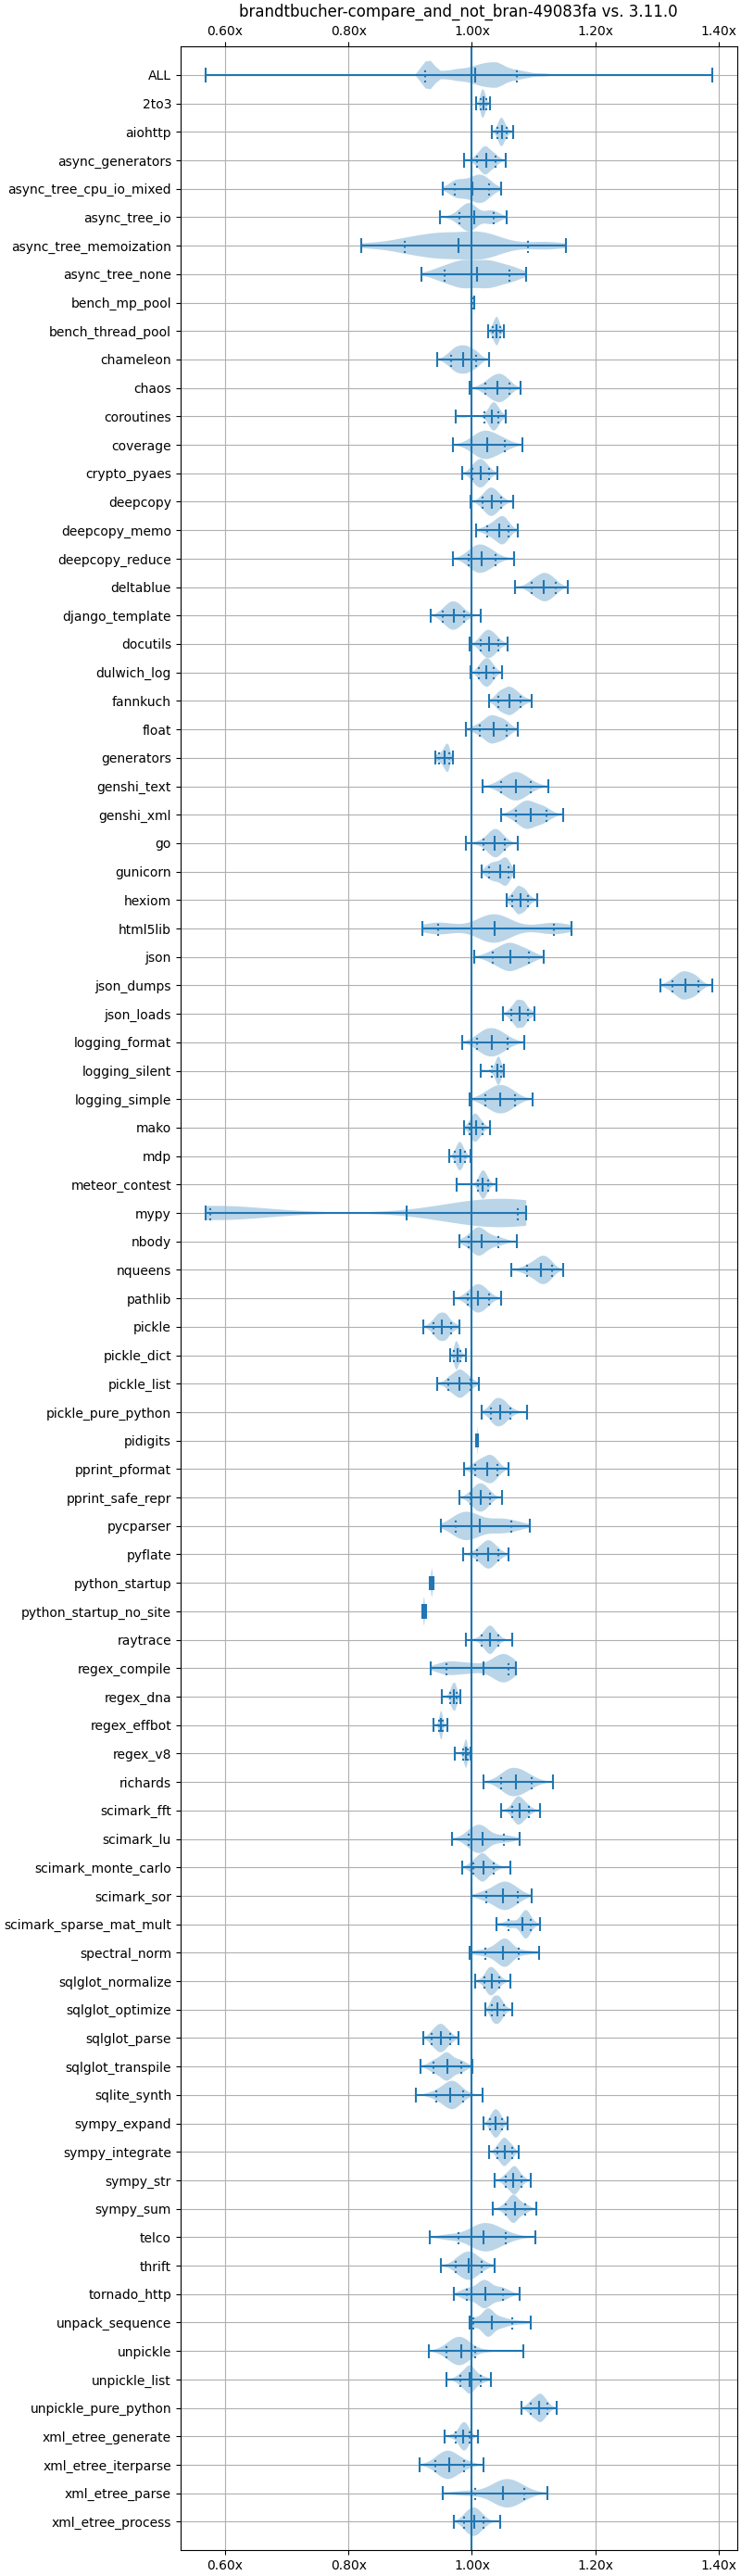 brandtbucher-compare_and_not_bran-49083fa vs. 3.11.0
0.60x 0.80x 1.00x 1.20x 1.40x
ALL
2to3
aiohttp
async_generators
async_tree_cpu_io_mixed
async_tree_io
async_tree_memoization
async_tree_none
bench_mp_pool
bench_thread_pool
chameleon
chaos
coroutines
coverage
crypto_pyaes
deepcopy
deepcopy_memo
deepcopy_reduce
deltablue
django_template
docutils
dulwich_log
fannkuch
float
generators
genshi_text
genshi_xml
go
gunicorn
hexiom
html5lib
json
json_dumps
json_loads
logging_format
logging_silent
logging_simple
mako
mdp
meteor_contest
mypy
nbody
nqueens
pathlib
pickle
pickle_dict
pickle_list
pickle_pure_python
pidigits
pprint_pformat
pprint_safe_repr
pycparser
pyflate
python_startup
python_startup_no_site
raytrace
regex_compile
regex_dna
regex_effbot
regex_v8
richards
scimark_fft
scimark_lu
scimark_monte_carlo
scimark_sor
scimark_sparse_mat_mult
spectral_norm
sqlglot_normalize
sqlglot_optimize
sqlglot_parse
sqlglot_transpile
sqlite_synth
sympy_expand
sympy_integrate
sympy_str
sympy_sum
telco
thrift
tornado_http
unpack_sequence
unpickle
unpickle_list
unpickle_pure_python
xml_etree_generate
xml_etree_iterparse
xml_etree_parse
xml_etree_process
0.60x 0.80x 1.00x 1.20x 1.40x